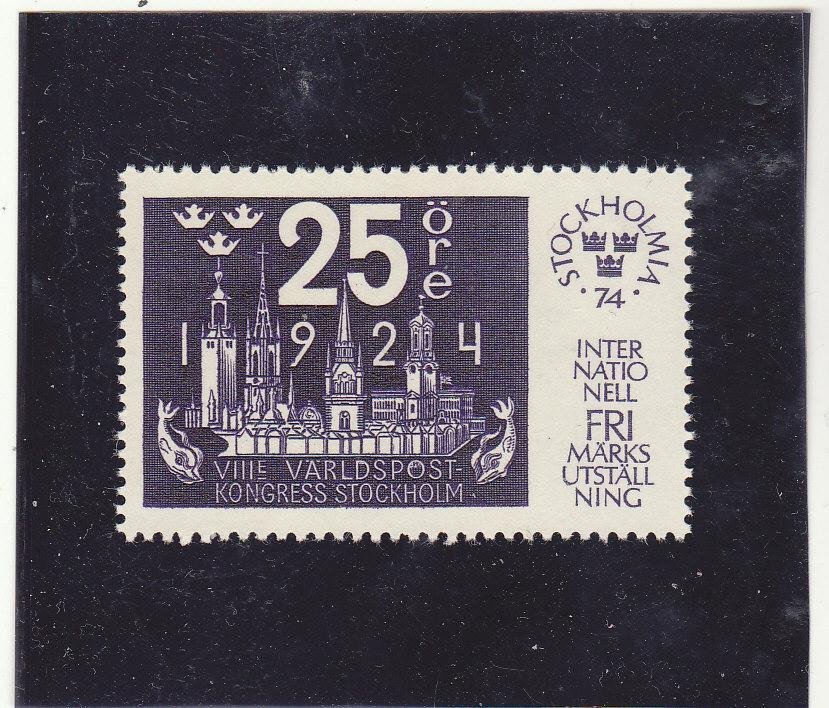 25 öre
1924
VIIIE VÄRLDSPOST-
KONGRESS STOCKHOLM
· STOCKHOLMIA ·
74
INTER
NATIO
NELL
FRI
MÄRKS
UTSTÄLL
NING